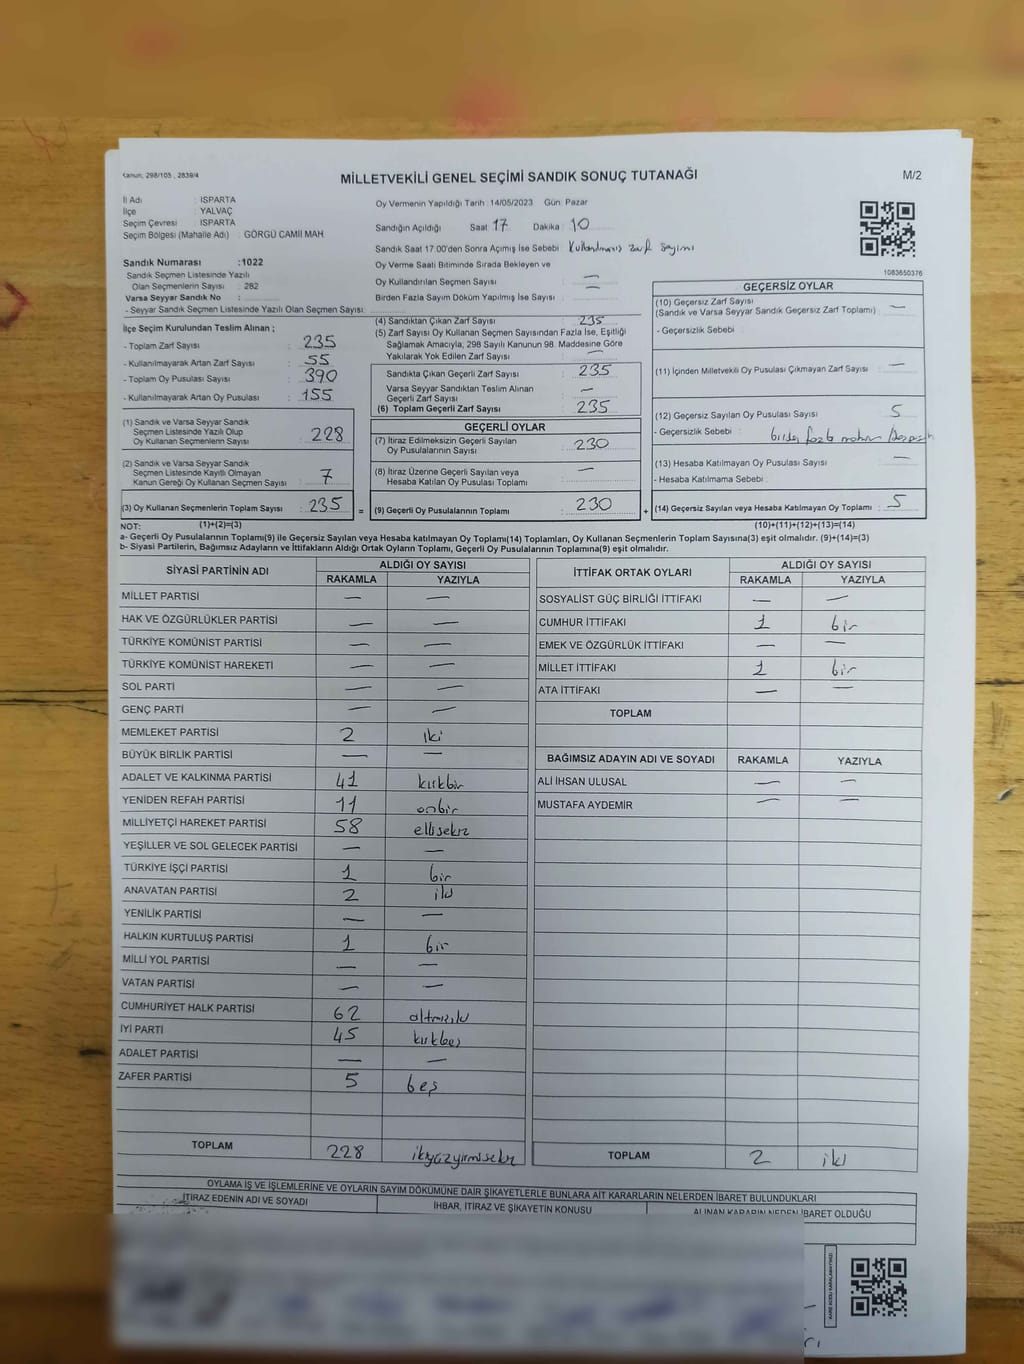 Kanun: 298/105 , 2839/4
MİLLETVEKİLİ GENEL SEÇİMİ SANDIK SONUÇ TUTANAĞI
M/2
İl Adı : ISPARTA
İlçe : YALVAÇ
Seçim Çevresi : ISPARTA
Seçim Bölgesi (Mahalle Adı) : GÖRGÜ CAMİİ MAH.
Oy Vermenin Yapıldığı Tarih : 14/05/2023 Gün: Pazar
Sandığın Açıldığı Saat : 17 Dakika : 10
Sandık Saat 17.00'den Sonra Açımış İse Sebebi : Kullanılmamış zarf sayımı
Oy Verme Saati Bitiminde Sırada Bekleyen ve
Oy Kullandırılan Seçmen Sayısı : —
Birden Fazla Sayım Döküm Yapılmış İse Sayısı : —
1083650376
Sandık Numarası : 1022
Sandık Seçmen Listesinde Yazılı
Olan Seçmenlerin Sayısı : 282
Varsa Seyyar Sandık No :
- Seyyar Sandık Seçmen Listesinde Yazılı Olan Seçmen Sayısı :
İlçe Seçim Kurulundan Teslim Alınan ;
- Toplam Zarf Sayısı : 235
- Kullanılmayarak Artan Zarf Sayısı : 55
- Toplam Oy Pusulası Sayısı : 390
- Kullanılmayarak Artan Oy Pusulası : 155
(1) Sandık ve Varsa Seyyar Sandık
Seçmen Listesinde Yazılı Olup
Oy Kullanan Seçmenlerin Sayısı : 228
(2) Sandık ve Varsa Seyyar Sandık
Seçmen Listesinde Kayıtlı Olmayan
Kanun Gereği Oy Kullanan Seçmen Sayısı : 7
(3) Oy Kullanan Seçmenlerin Toplam Sayısı : 235 =
(4) Sandıktan Çıkan Zarf Sayısı : 235
(5) Zarf Sayısı Oy Kullanan Seçmen Sayısından Fazla İse, Eşitliği
Sağlamak Amacıyla, 298 Sayılı Kanunun 98. Maddesine Göre
Yakılarak Yok Edilen Zarf Sayısı : —
Sandıkta Çıkan Geçerli Zarf Sayısı : 235
Varsa Seyyar Sandıktan Teslim Alınan
Geçerli Zarf Sayısı : —
(6) Toplam Geçerli Zarf Sayısı : 235
GEÇERLİ OYLAR
(7) İtiraz Edilmeksizin Geçerli Sayılan
Oy Pusulalarının Sayısı : 230
(8) İtiraz Üzerine Geçerli Sayılan veya
Hesaba Katılan Oy Pusulası Toplamı : —
(9) Geçerli Oy Pusulalarının Toplamı : 230 +
GEÇERSİZ OYLAR
(10) Geçersiz Zarf Sayısı
(Sandık ve Varsa Seyyar Sandık Geçersiz Zarf Toplamı) : —
- Geçersizlik Sebebi :
(11) İçinden Milletvekili Oy Pusulası Çıkmayan Zarf Sayısı : —
(12) Geçersiz Sayılan Oy Pusulası Sayısı : 5
- Geçersizlik Sebebi : birden fazla mühür
(13) Hesaba Katılmayan Oy Pusulası Sayısı : —
- Hesaba Katılmama Sebebi :
(14) Geçersiz Sayılan veya Hesaba Katılmayan Oy Toplamı : 5
NOT: (1)+(2)=(3) (10)+(11)+(12)+(13)=(14)
a- Geçerli Oy Pusulalarının Toplamı(9) ile Geçersiz Sayılan veya Hesaba Katılmayan Oy Toplamı(14) Toplamları, Oy Kullanan Seçmenlerin Toplam Sayısına(3) eşit olmalıdır. (9)+(14)=(3)
b- Siyasi Partilerin, Bağımsız Adayların ve İttifakların Aldığı Ortak Oyların Toplamı, Geçerli Oy Pusulalarının Toplamına(9) eşit olmalıdır.
SİYASİ PARTİNİN ADI ALDIĞI OY SAYISI
RAKAMLA YAZIYLA
MİLLET PARTİSİ — —
HAK VE ÖZGÜRLÜKLER PARTİSİ — —
TÜRKİYE KOMÜNİST PARTİSİ — —
TÜRKİYE KOMÜNİST HAREKETİ — —
SOL PARTİ — —
GENÇ PARTİ — —
MEMLEKET PARTİSİ 2 iki
BÜYÜK BİRLİK PARTİSİ — —
ADALET VE KALKINMA PARTİSİ 41 kırkbir
YENİDEN REFAH PARTİSİ 11 onbir
MİLLİYETÇİ HAREKET PARTİSİ 58 ellisekiz
YEŞİLLER VE SOL GELECEK PARTİSİ — —
TÜRKİYE İŞÇİ PARTİSİ 1 bir
ANAVATAN PARTİSİ 2 iki
YENİLİK PARTİSİ — —
HALKIN KURTULUŞ PARTİSİ 1 bir
MİLLİ YOL PARTİSİ — —
VATAN PARTİSİ — —
CUMHURİYET HALK PARTİSİ 62 altmışiki
İYİ PARTİ 45 kırkbeş
ADALET PARTİSİ — —
ZAFER PARTİSİ 5 beş
TOPLAM 228 ikiyüzyirmisekiz
İTTİFAK ORTAK OYLARI ALDIĞI OY SAYISI
RAKAMLA YAZIYLA
SOSYALİST GÜÇ BİRLİĞİ İTTİFAKI — —
CUMHUR İTTİFAKI 1 bir
EMEK VE ÖZGÜRLÜK İTTİFAKI — —
MİLLET İTTİFAKI 1 bir
ATA İTTİFAKI — —
TOPLAM
BAĞIMSIZ ADAYIN ADI VE SOYADI RAKAMLA YAZIYLA
ALİ İHSAN ULUSAL — —
MUSTAFA AYDEMİR — —
TOPLAM 2 iki
OYLAMA İŞ VE İŞLEMLERİNE VE OYLARIN SAYIM DÖKÜMÜNE DAİR ŞİKAYETLERLE BUNLARA AİT KARARLARIN NELERDEN İBARET BULUNDUKLARI
İTİRAZ EDENİN ADI VE SOYADI İHBAR, İTİRAZ VE ŞİKAYETİN KONUSU ALINAN KARARIN NEDEN İBARET OLDUĞU
KARE KODU KARALAMAYINIZ!